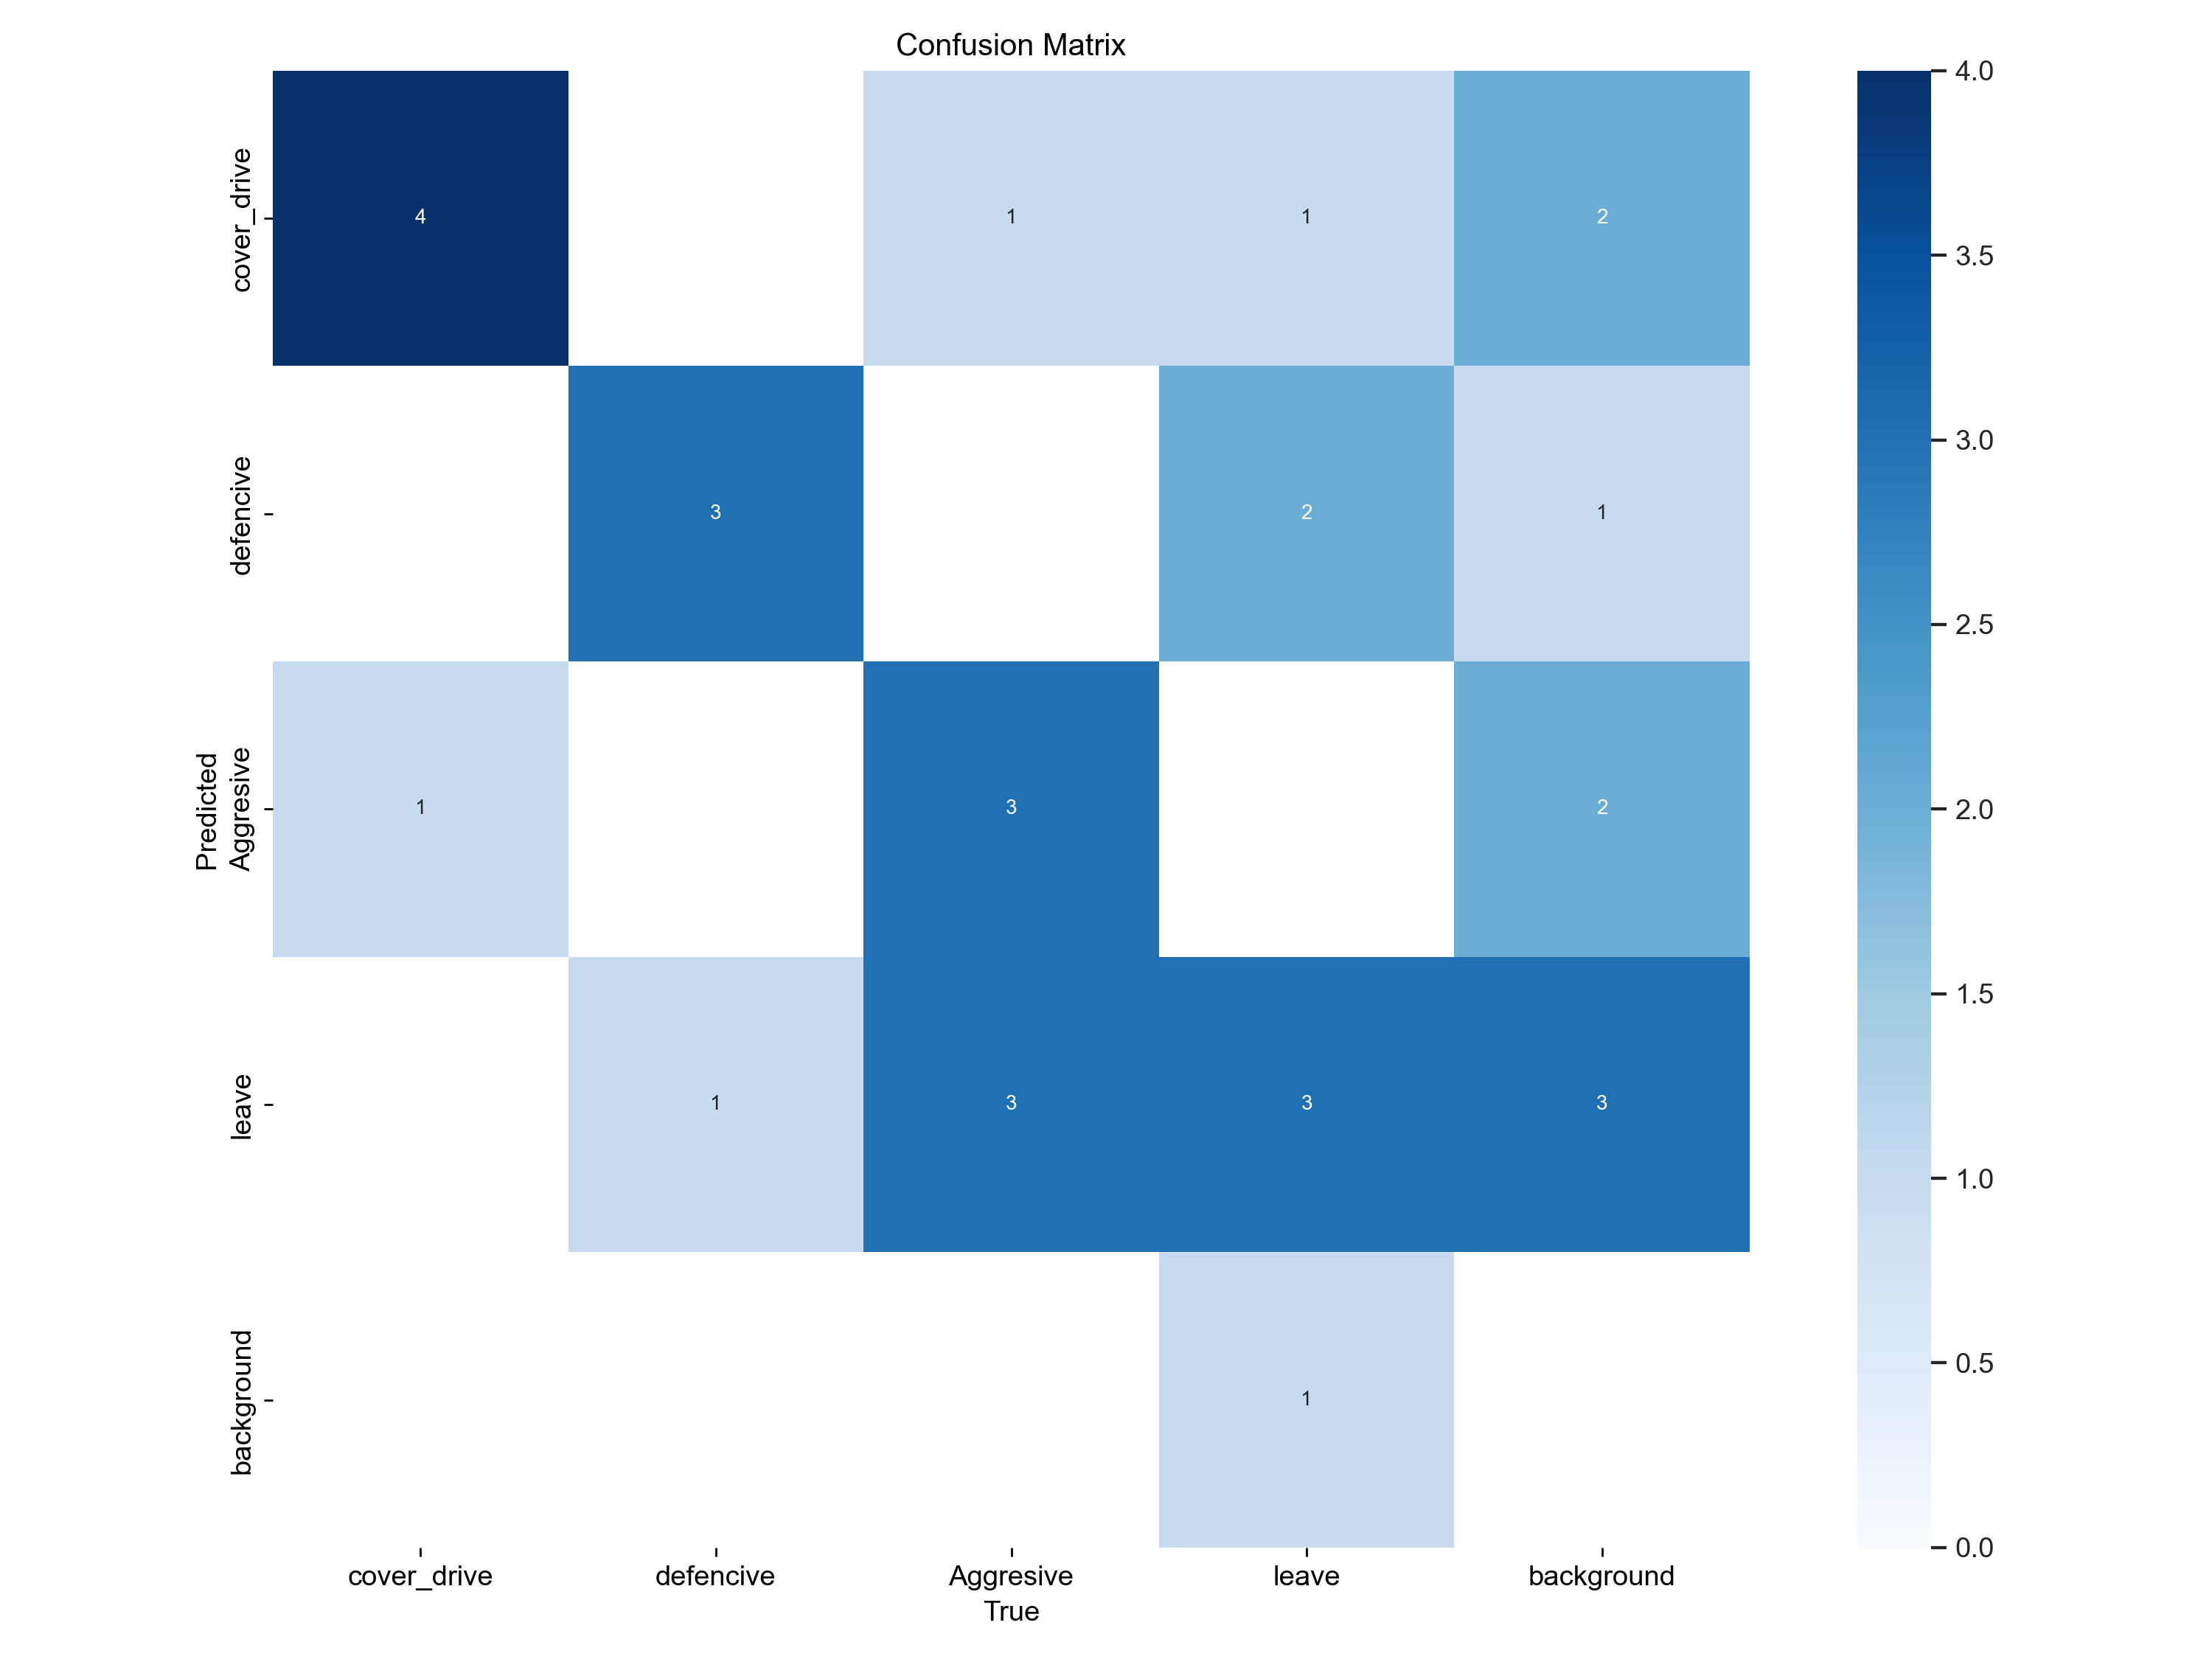 Confusion Matrix
cover_drive
4
1
1
2
defencive
3
2
1
Predicted
Aggresive
1
3
2
leave
1
3
3
3
background
1
cover_drive
defencive
Aggresive
leave
background
True
4.0
3.5
3.0
2.5
2.0
1.5
1.0
0.5
0.0